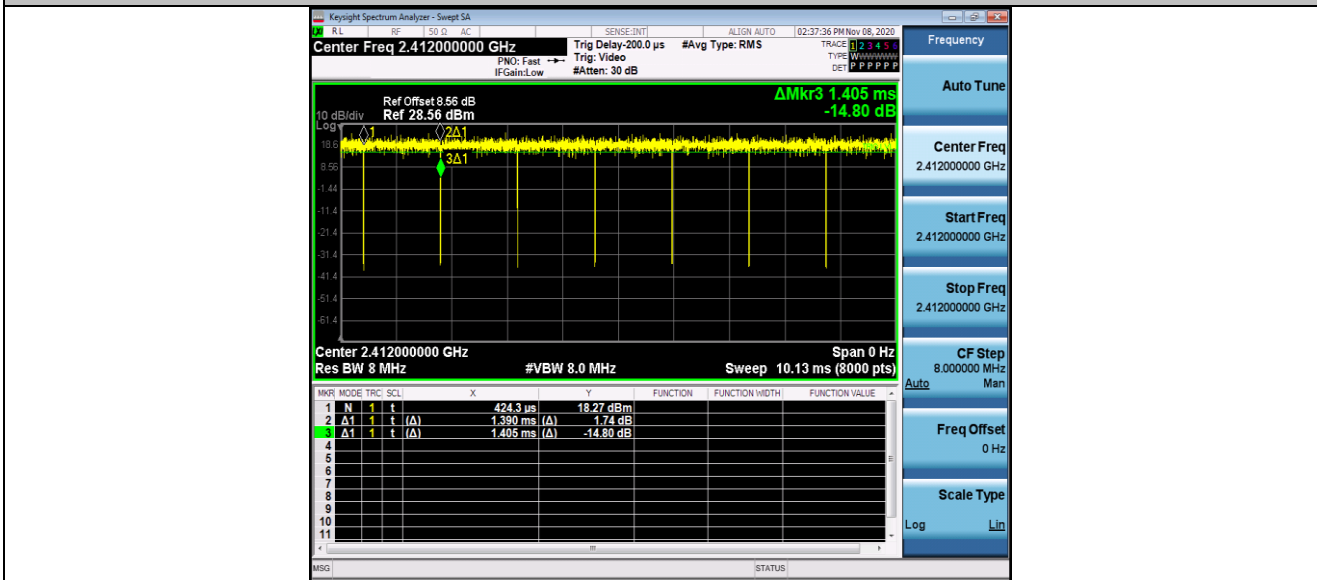 Keysight Spectrum Analyzer - Swept SA
RL RF 50 Ω AC SENSE:INT ALIGN AUTO 02:37:36 PM Nov 08, 2020
Center Freq 2.412000000 GHz Trig Delay-200.0 µs #Avg Type: RMS TRACE 1 2 3 4 5 6
PNO: Fast Trig: Video TYPE WWWWWW
IFGain:Low #Atten: 30 dB DET P P P P P P
ΔMkr3 1.405 ms
-14.80 dB
Ref Offset 8.56 dB
10 dB/div Ref 28.56 dBm
Log
1 2Δ1
3Δ1
18.6
8.56
-1.44
-11.4
-21.4
-31.4
-41.4
-51.4
-61.4
Center 2.412000000 GHz Span 0 Hz
Res BW 8 MHz #VBW 8.0 MHz Sweep 10.13 ms (8000 pts)
MKR MODE TRC SCL X Y FUNCTION FUNCTION WIDTH FUNCTION VALUE
1 N 1 t 424.3 µs 18.27 dBm
2 Δ1 1 t (Δ) 1.390 ms (Δ) 1.74 dB
3 Δ1 1 t (Δ) 1.405 ms (Δ) -14.80 dB
4
5
6
7
8
9
10
11
MSG STATUS
Frequency
Auto Tune
Center Freq
2.412000000 GHz
Start Freq
2.412000000 GHz
Stop Freq
2.412000000 GHz
CF Step
8.000000 MHz
Auto Man
Freq Offset
0 Hz
Scale Type
Log Lin